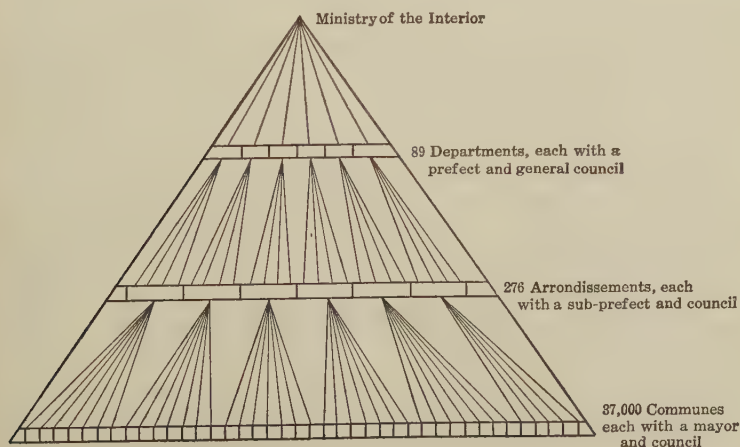 Ministry of the Interior
89 Departments, each with a
prefect and general council
276 Arrondissements, each
with a sub-prefect and council
37,000 Communes
each with a mayor
and council